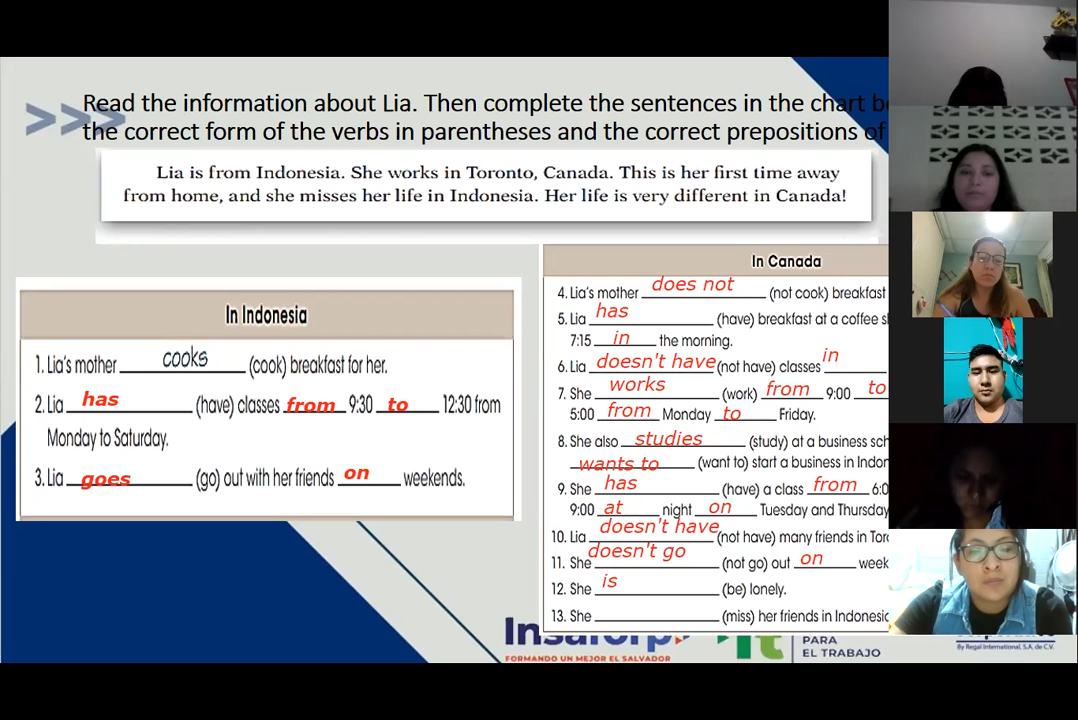 >>>
Read the information about Lia. Then complete the sentences in the chart
the correct form of the verbs in parentheses and the correct prepositions of
Lia is from Indonesia. She works in Toronto, Canada. This is her first time away
from home, and she misses her life in Indonesia. Her life is very different in Canada!
In Indonesia
1. Lia's mother cooks (cook) breakfast for her.
2. Lia has (have) classes from 9:30 to 12:30 from
Monday to Saturday.
3. Lia goes (go) out with her friends on weekends.
In Canada
4. Lia's mother does not (not cook) breakfast
5. Lia has (have) breakfast at a coffee
7:15 in the morning.
6. Lia doesn't have (not have) classes in
7. She works (work) from 9:00 to
5:00 from Monday to Friday.
8. She also studies (study) at a business
wants to (want to) start a business in
9. She has (have) a class from
9:00 at night on Tuesday and Thursday
10. Lia doesn't have (not have) many friends in
11. She doesn't go (not go) out on
12. She is (be) lonely.
13. She (miss) her friends in
Insaforp
FORMANDO UN MEJOR EL SALVADOR
PARA
EL TRABAJO
By Regal International, S.A. de C.V.